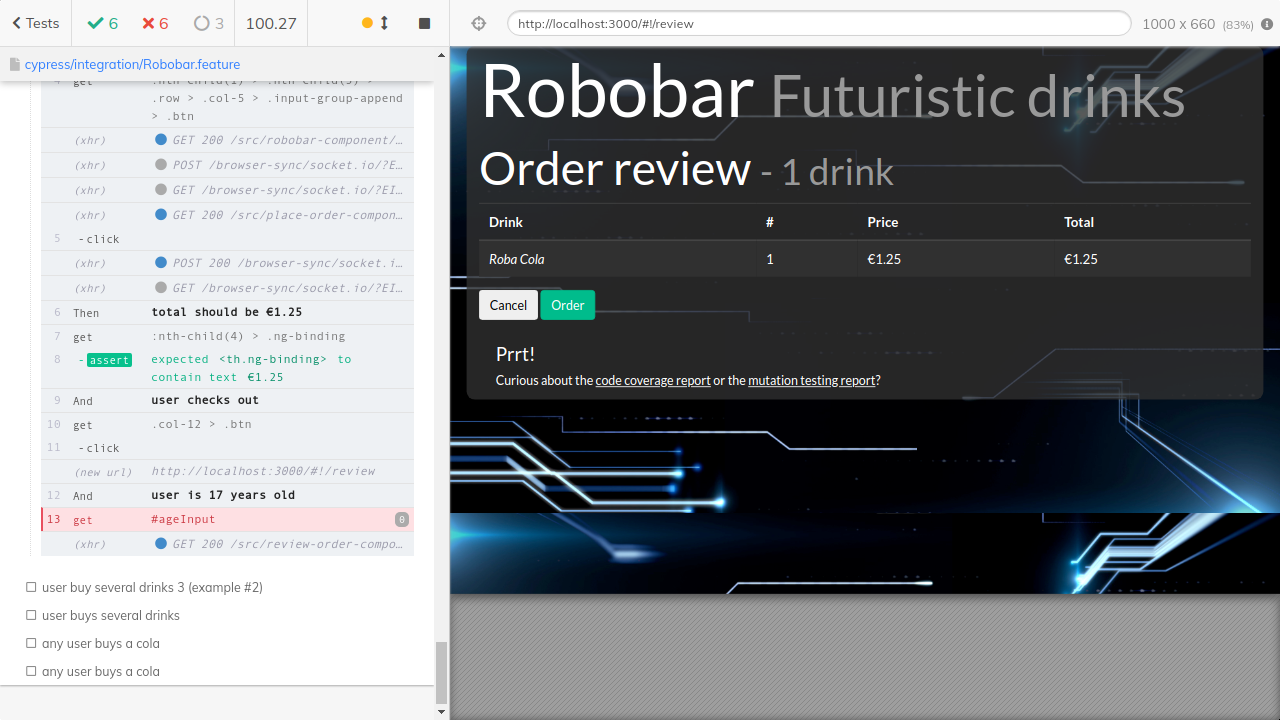 Tests
6
6
3
100.27
http://localhost:3000/#!/review
1000 x 660 (83%)
cypress/integration/Robobar.feature
4 get :nth-child(1) > .nth-child(3) >
.row > .col-5 > .input-group-append
> .btn
(xhr) GET 200 /src/robobar-component/…
(xhr) POST /browser-sync/socket.io/?E…
(xhr) GET /browser-sync/socket.io/?EI…
(xhr) GET 200 /src/place-order-compon…
5 - click
(xhr) POST 200 /browser-sync/socket.i…
(xhr) GET /browser-sync/socket.io/?EI…
6 Then total should be €1.25
7 get :nth-child(4) > .ng-binding
8 - assert expected <th.ng-binding> to
contain text €1.25
9 And user checks out
10 get .col-12 > .btn
11 - click
(new url) http://localhost:3000/#!/review
12 And user is 17 years old
13 get #ageInput 0
(xhr) GET 200 /src/review-order-compo…
user buy several drinks 3 (example #2)
user buys several drinks
any user buys a cola
any user buys a cola
Robobar Futuristic drinks
Order review - 1 drink
Drink # Price Total
Roba Cola 1 €1.25 €1.25
Cancel Order
Prrt!
Curious about the code coverage report or the mutation testing report?